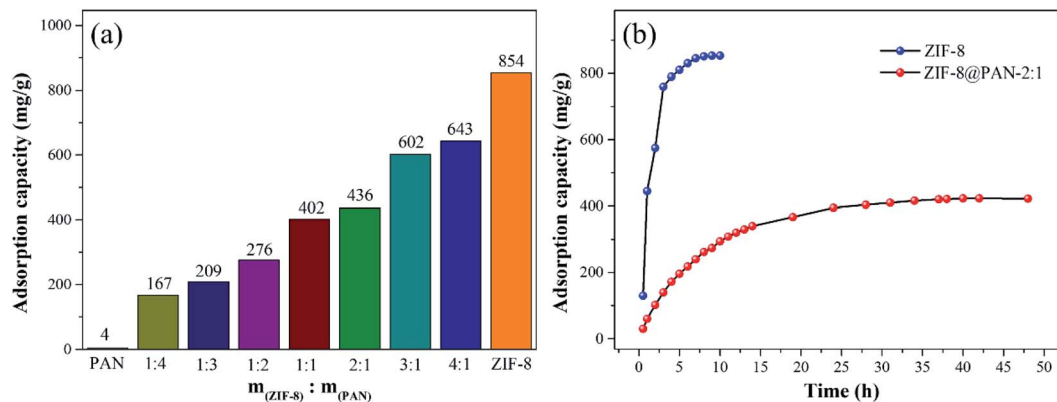 (a)
Adsorption capacity (mg/g)
1000
800
600
400
200
0
4
167
209
276
402
436
602
643
854
PAN 1:4 1:3 1:2 1:1 2:1 3:1 4:1 ZIF-8
m(ZIF-8) : m(PAN)
(b)
ZIF-8
ZIF-8@PAN-2:1
Adsorption capacity (mg/g)
800
600
400
200
0
0 5 10 15 20 25 30 35 40 45 50
Time (h)